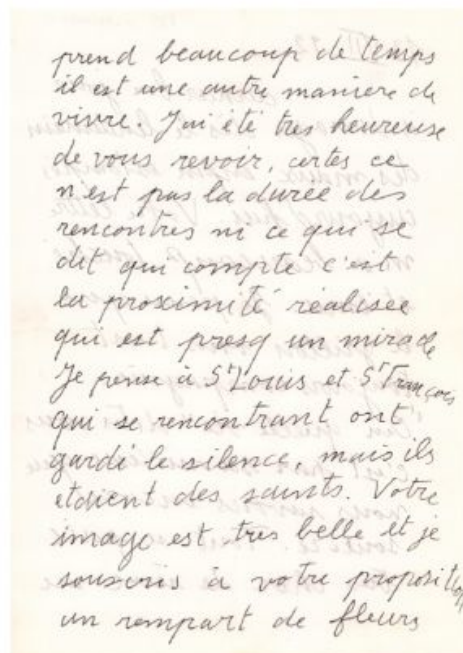 prend beaucoup de temps
il est une autre maniere de
vivre. J'ai été très heureuse
de vous revoir, certes ce
n'est pas la durée des
rencontres ni ce qui se
dit qui compte c'est
la proximité réalisée
qui est presq un miracle
Je pense à St Louis et St François
qui se rencontrant ont
gardé le silence, mais ils
étaient des saints. Votre
image est très belle et je
souscris à votre proposition
un rempart de fleurs